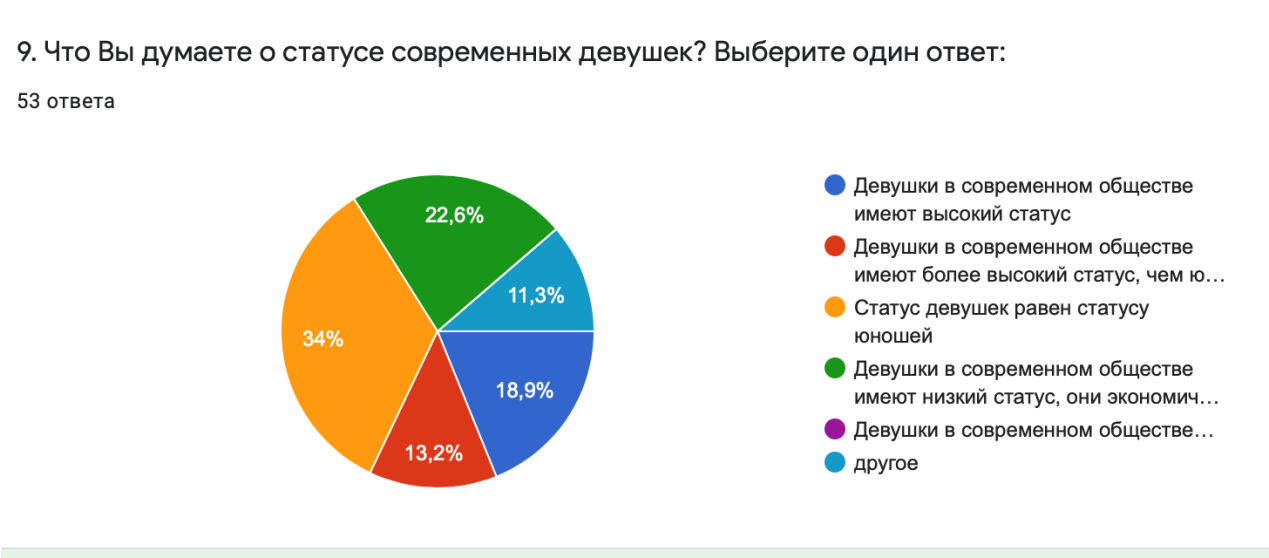 9. Что Вы думаете о статусе современных девушек? Выберите один ответ:
53 ответа
22,6%
11,3%
34%
18,9%
13,2%
Девушки в современном обществе
имеют высокий статус
Девушки в современном обществе
имеют более высокий статус, чем ю...
Статус девушек равен статусу
юношей
Девушки в современном обществе
имеют низкий статус, они экономич...
Девушки в современном обществе...
другое